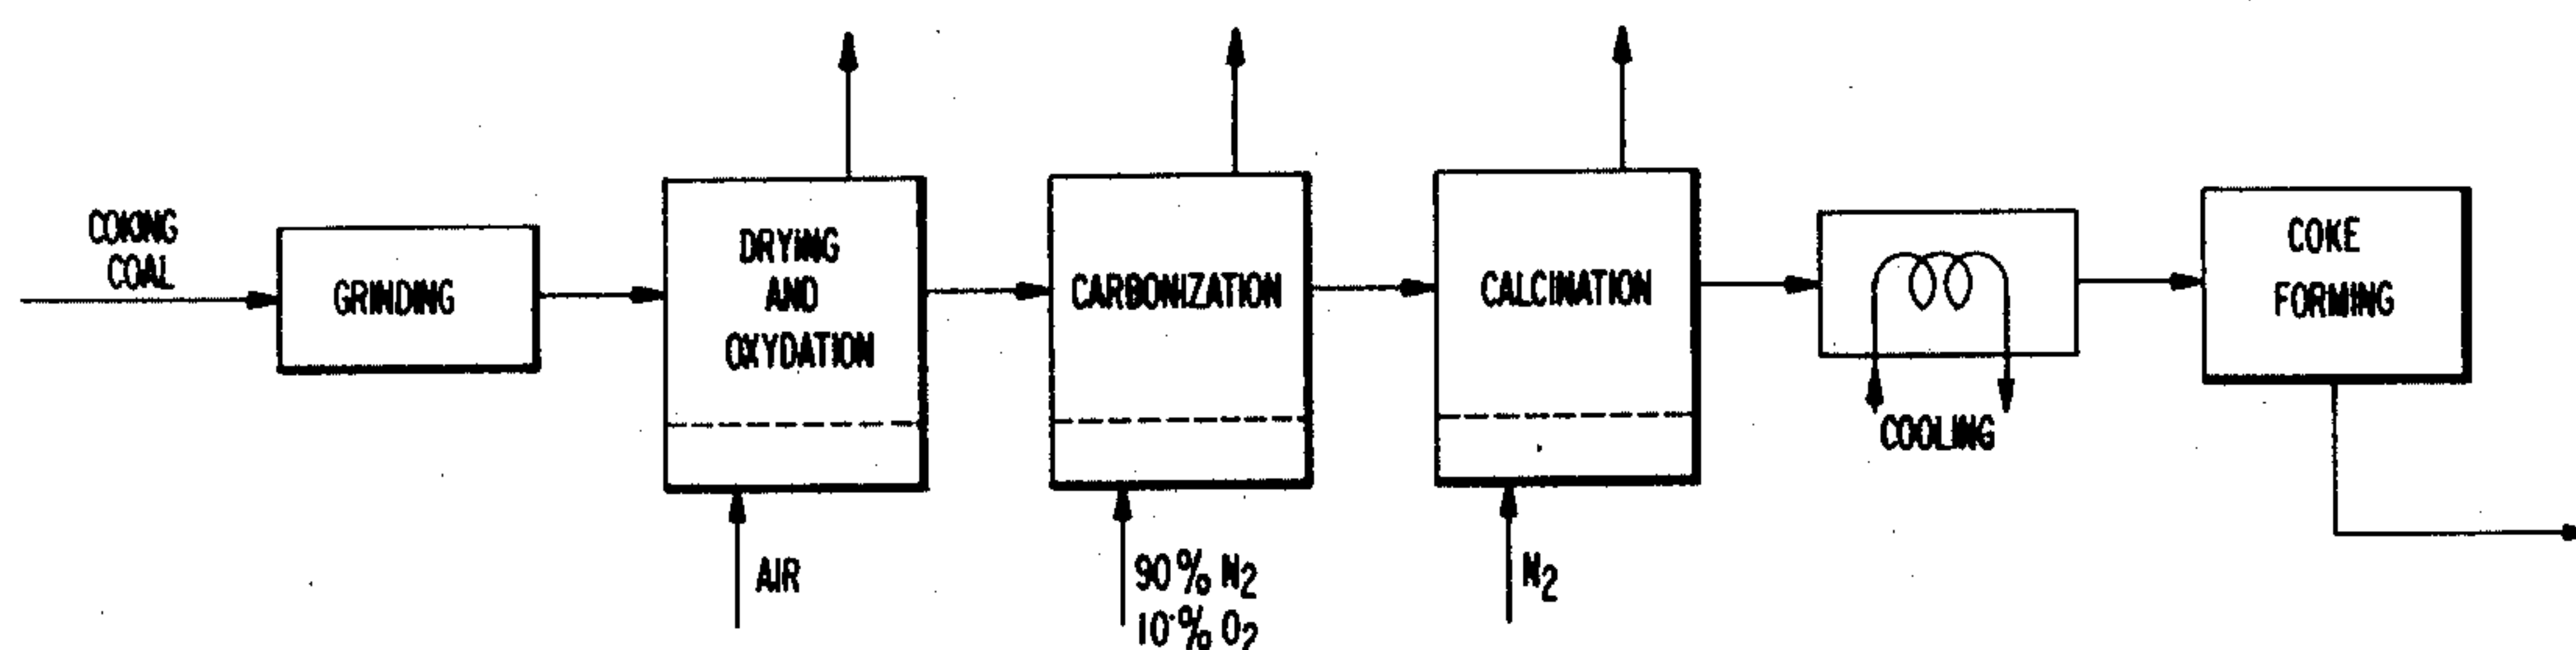 COKING
COAL
GRINDING
DRYING
AND
OXYDATION
AIR
CARBONIZATION
90% N2
10% O2
CALCINATION
N2
COOLING
COKE
FORMING